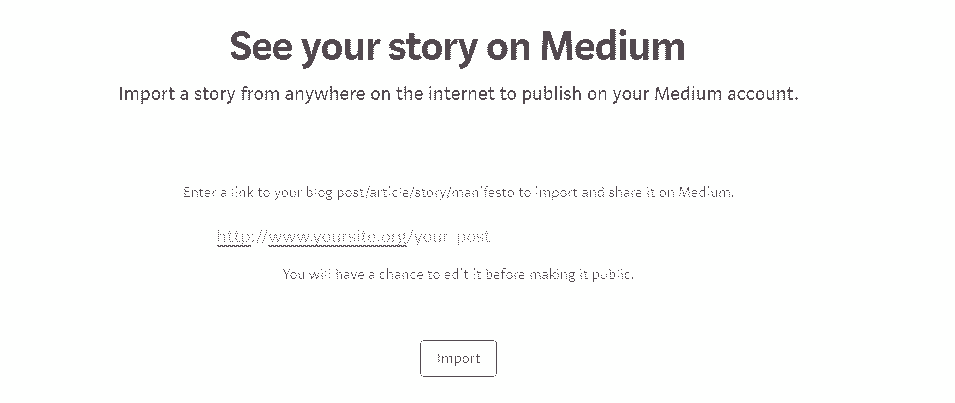 See your story on Medium
Import a story from anywhere on the internet to publish on your Medium account.
Enter a link to your blog post/article/story/manifesto to import and share it on Medium.
http://www.yoursite.org/your-post
You will have a chance to edit it before making it public.
Import